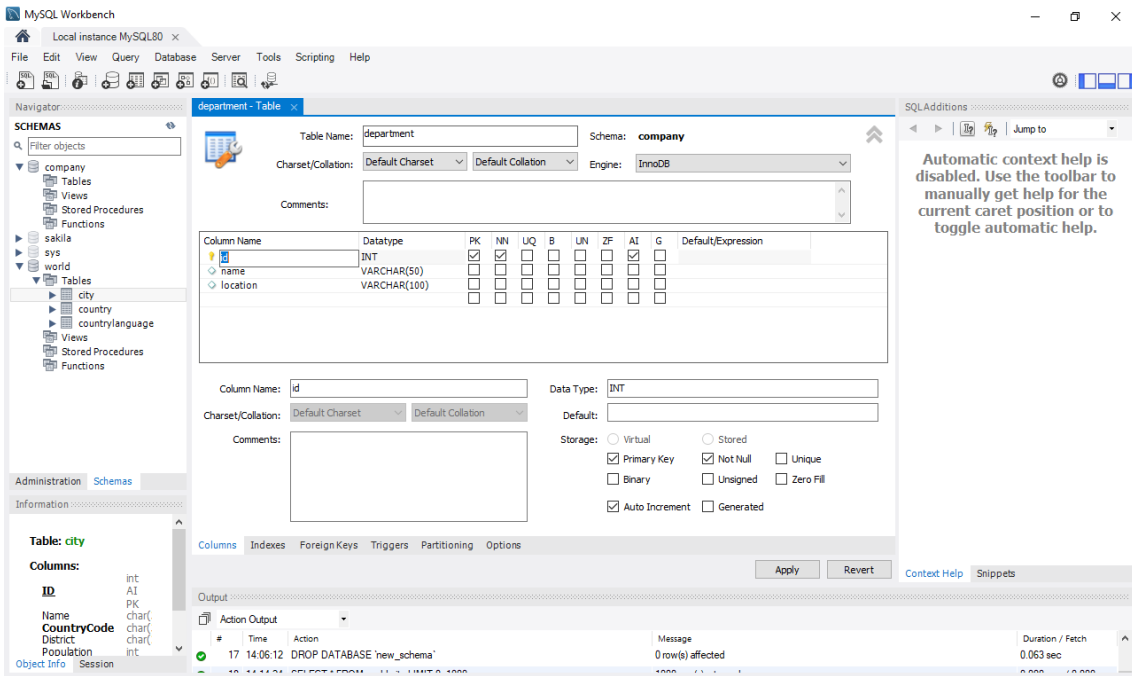 MySQL Workbench
Local instance MySQL80
File Edit View Query Database Server Tools Scripting Help
Navigator
SCHEMAS
Filter objects
company
Tables
Views
Stored Procedures
Functions
sakila
sys
world
Tables
city
country
countrylanguage
Views
Stored Procedures
Functions
Administration Schemas
Information
Table: city
Columns:
ID int AI PK
Name char(
CountryCode char(
District char(
Population int
Object Info Session
department - Table
Table Name: department Schema: company
Charset/Collation: Default Charset Default Collation Engine: InnoDB
Comments:
Column Name Datatype PK NN UQ B UN ZF AI G Default/Expression
id INT
name VARCHAR(50)
location VARCHAR(100)
Column Name: id Data Type: INT
Charset/Collation: Default Charset Default Collation Default:
Comments: Storage: Virtual Stored
Primary Key Not Null Unique
Binary Unsigned Zero Fill
Auto Increment Generated
Columns Indexes Foreign Keys Triggers Partitioning Options
Apply Revert
Output
Action Output
# Time Action Message Duration / Fetch
17 14:06:12 DROP DATABASE `new_schema` 0 row(s) affected 0.063 sec
SQLAdditions
Jump to
Automatic context help is
disabled. Use the toolbar to
manually get help for the
current caret position or to
toggle automatic help.
Context Help Snippets